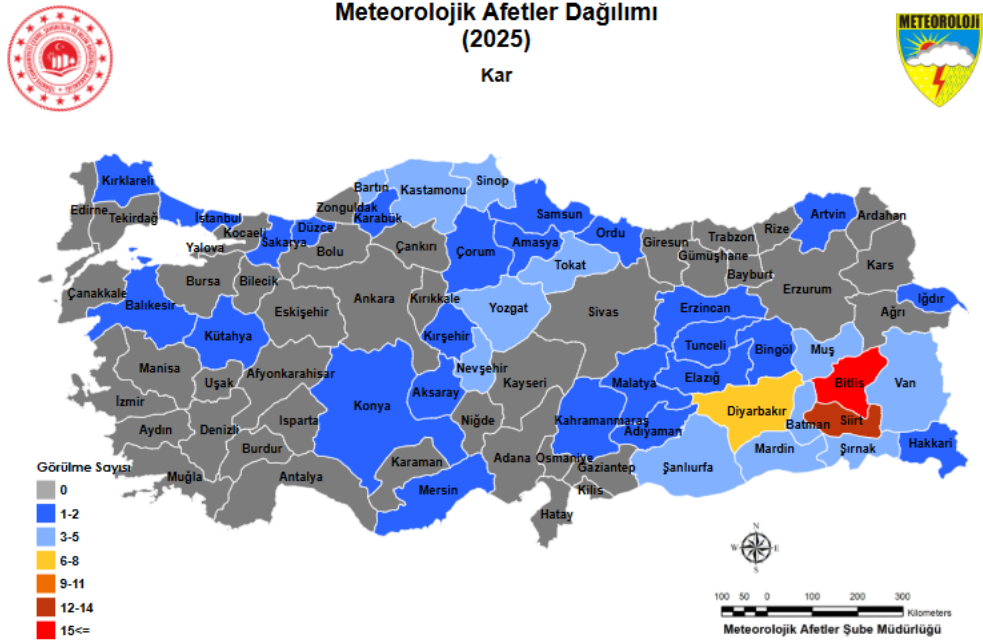 Meteorolojik Afetler Dağılımı
(2025)
Kar
METEOROLOJİ
Kırklareli
Edirne
Tekirdağ
İstanbul
Kocaeli
Yalova
Sakarya
Düzce
Zonguldak
Bartın
Karabük
Kastamonu
Sinop
Bolu
Çankırı
Çorum
Samsun
Amasya
Ordu
Tokat
Giresun
Trabzon
Gümüşhane
Rize
Bayburt
Artvin
Ardahan
Kars
Erzurum
Iğdır
Ağrı
Çanakkale
Balıkesir
Bursa
Bilecik
Kütahya
Eskişehir
Ankara
Kırıkkale
Yozgat
Sivas
Erzincan
Tunceli
Bingöl
Muş
Kırşehir
Nevşehir
Kayseri
Malatya
Elazığ
Bitlis
Van
Manisa
Uşak
Afyonkarahisar
Konya
Aksaray
Niğde
Kahramanmaraş
Adıyaman
Diyarbakır
Batman
Siirt
Hakkari
Şırnak
Mardin
Şanlıurfa
İzmir
Aydın
Denizli
Isparta
Burdur
Muğla
Antalya
Karaman
Mersin
Adana
Osmaniye
Gaziantep
Kilis
Hatay
Görülme Sayısı
0
1-2
3-5
6-8
9-11
12-14
15<=
N
W E
S
100 50 0 100 200 300
Kilometers
Meteorolojik Afetler Şube Müdürlüğü